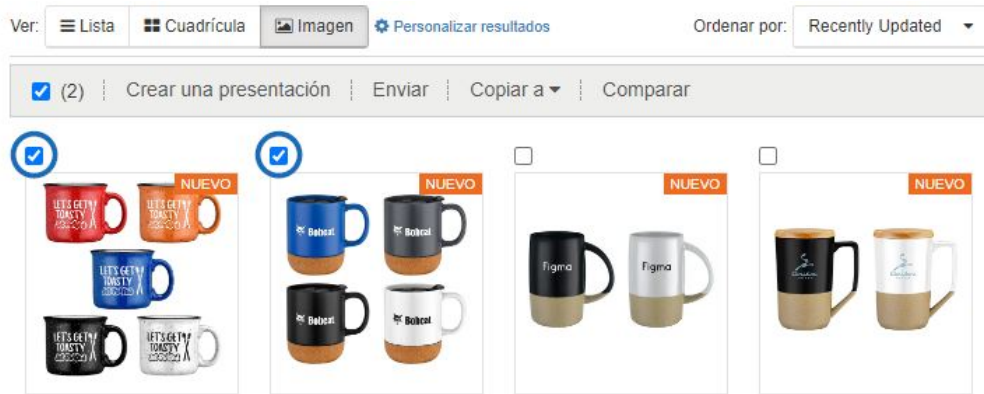 Ver: Lista Cuadrícula Imagen Personalizar resultados Ordenar por: Recently Updated
(2) Crear una presentación Enviar Copiar a Comparar
NUEVO NUEVO NUEVO NUEVO
LET'S GET TOASTY
LET'S GET TOASTY
LET'S GET TOASTY
LET'S GET TOASTY
LET'S GET TOASTY
Bobcat Bobcat
Bobcat Bobcat
Figma Figma